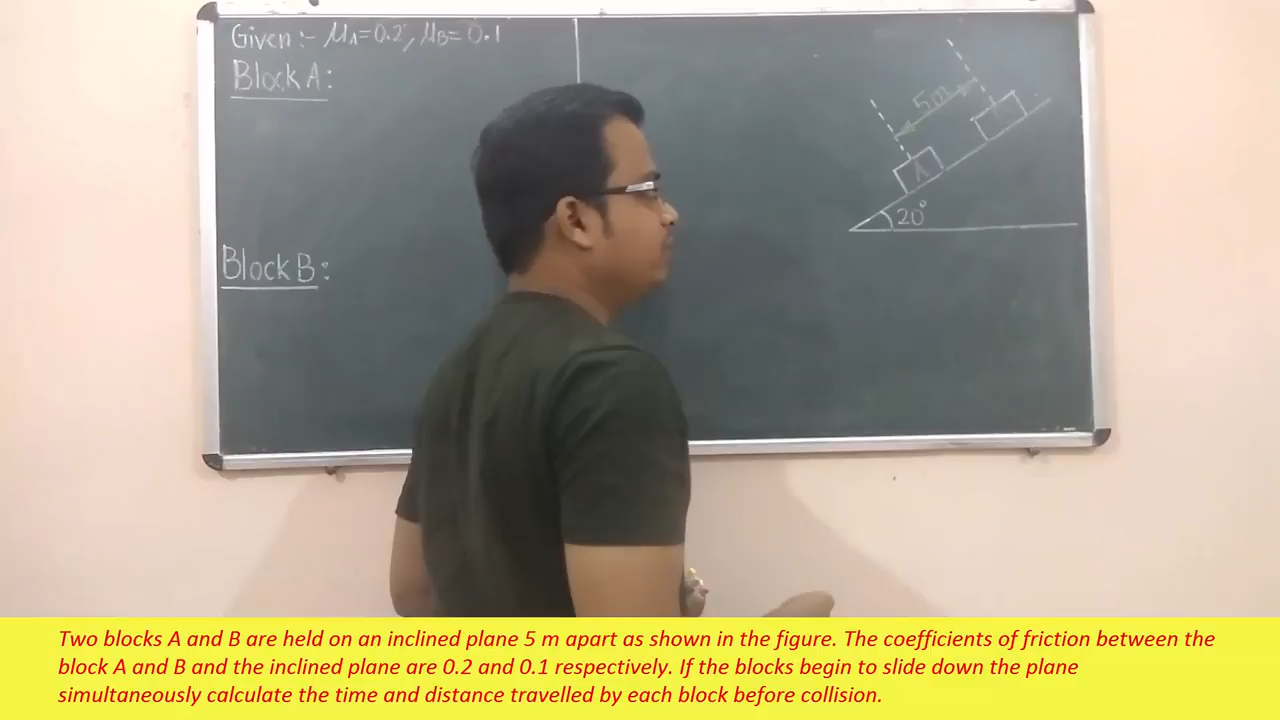 Given :- μA=0.2, μB=0.1
Block A:
Block B:
5m
A
20°
Two blocks A and B are held on an inclined plane 5 m apart as shown in the figure. The coefficients of friction between the
block A and B and the inclined plane are 0.2 and 0.1 respectively. If the blocks begin to slide down the plane
simultaneously calculate the time and distance travelled by each block before collision.